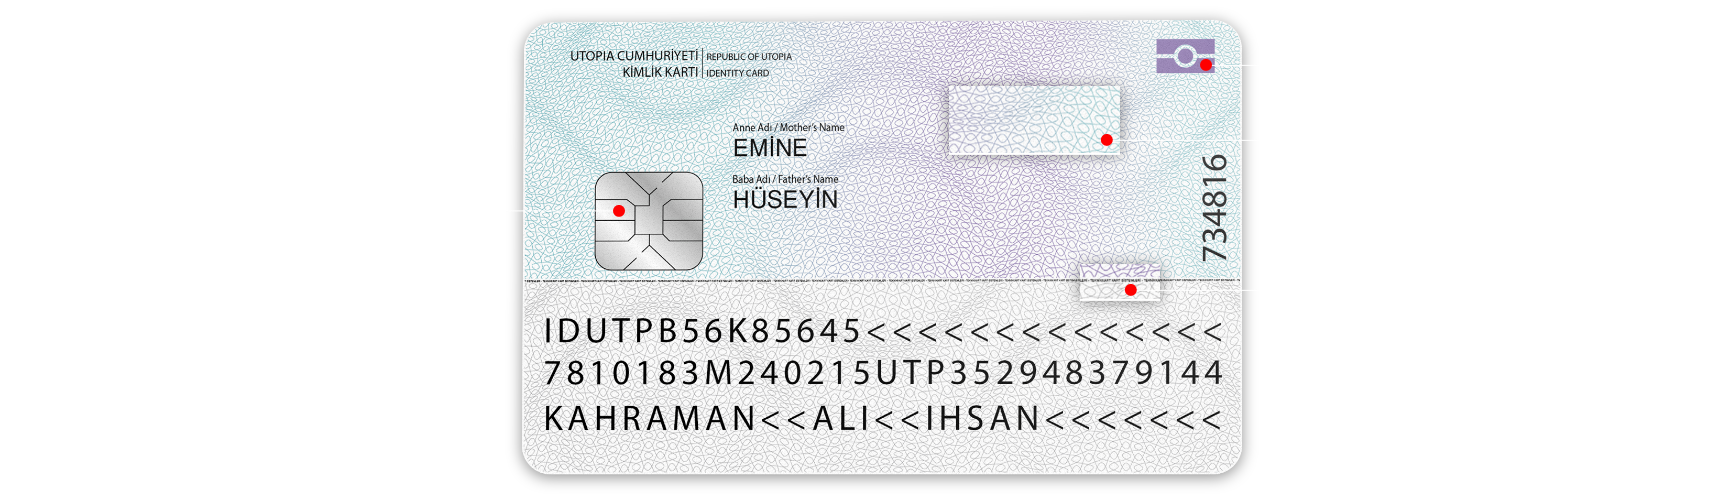 UTOPIA CUMHURİYETİ REPUBLIC OF UTOPIA
KİMLİK KARTI IDENTITY CARD
Anne Adı / Mother's Name
EMİNE
Baba Adı / Father's Name
HÜSEYİN
734816
IDUTPB56K85645<<<<<<<<<<<<<<
7810183M240215UTP352948379144
KAHRAMAN<<ALI<<IHSAN<<<<<<<